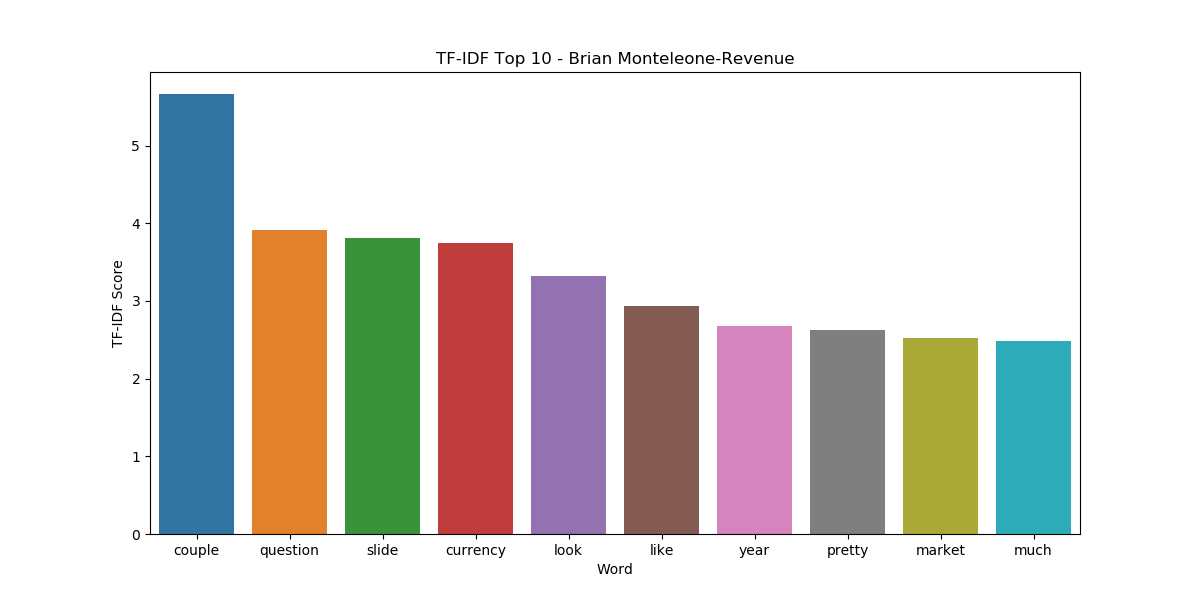 TF-IDF Top 10 - Brian Monteleone-Revenue
TF-IDF Score
5
4
3
2
1
0
couple question slide currency look like year pretty market much
Word